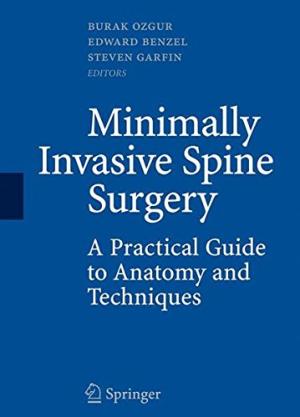 BURAK OZGUR
EDWARD BENZEL
STEVEN GARFIN
EDITORS
Minimally
Invasive Spine
Surgery
A Practical Guide
to Anatomy and
Techniques
Springer